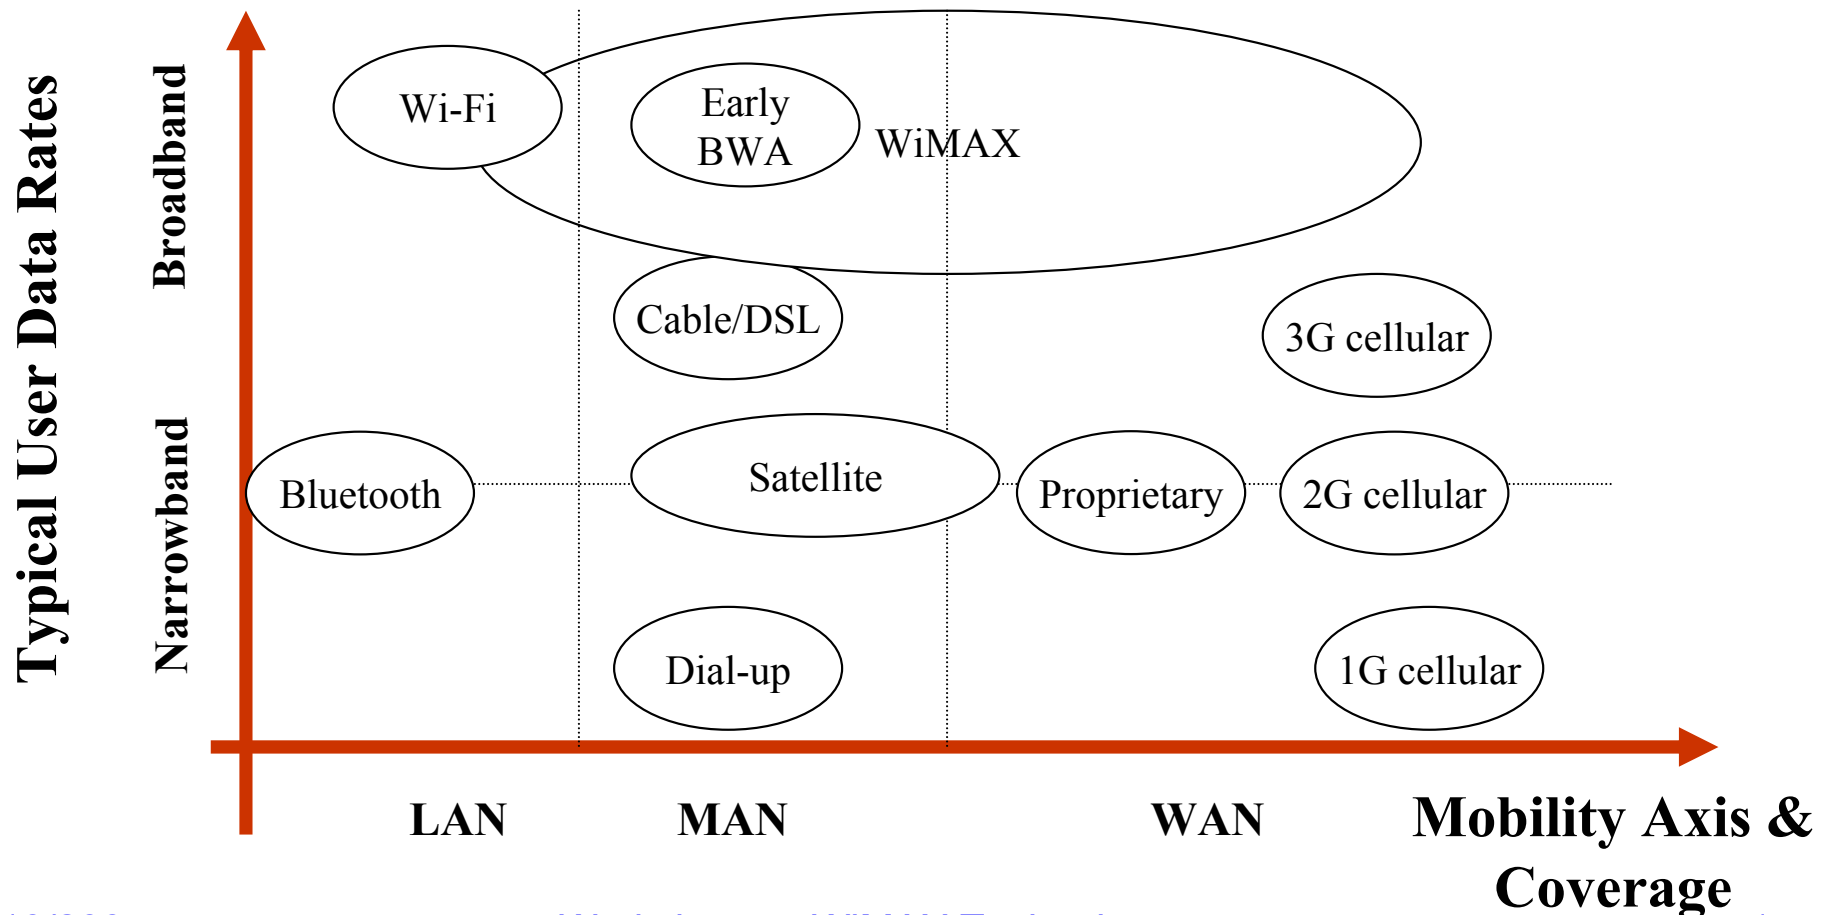 Typical User Data Rates
Broadband
Narrowband
Wi-Fi
Early
BWA
WiMAX
Cable/DSL
3G cellular
Bluetooth
Satellite
Proprietary
2G cellular
Dial-up
1G cellular
LAN
MAN
WAN
Mobility Axis &
Coverage